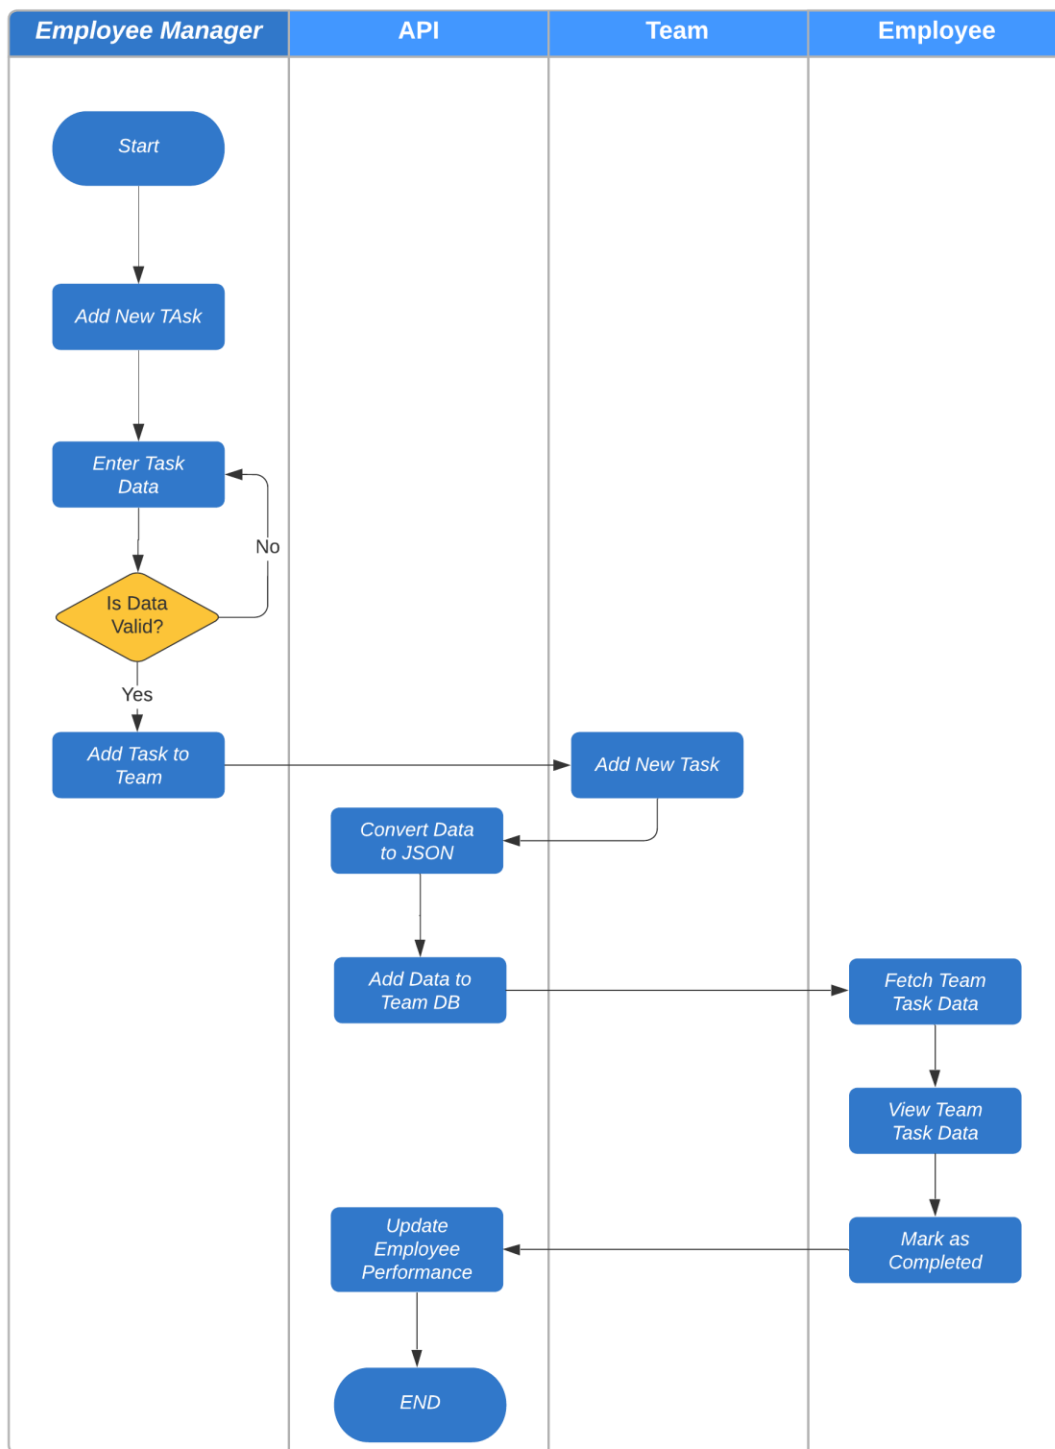 Employee Manager
API
Team
Employee
Start
Add New TAsk
Enter Task
Data
No
Is Data
Valid?
Yes
Add Task to
Team
Add New Task
Convert Data
to JSON
Add Data to
Team DB
Fetch Team
Task Data
View Team
Task Data
Mark as
Completed
Update
Employee
Performance
END